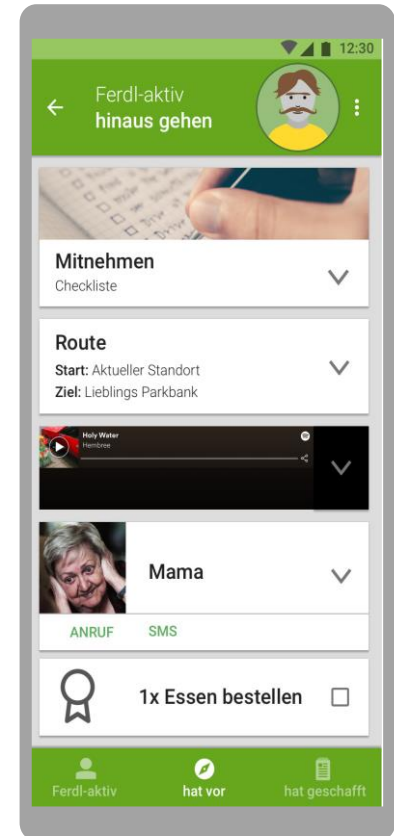 12:30
Ferdl-aktiv
hinaus gehen
Mitnehmen
Checkliste
Route
Start: Aktueller Standort
Ziel: Lieblings Parkbank
Holy Water
Hembree
Mama
ANRUF SMS
1x Essen bestellen
Ferdl-aktiv hat vor hat geschafft